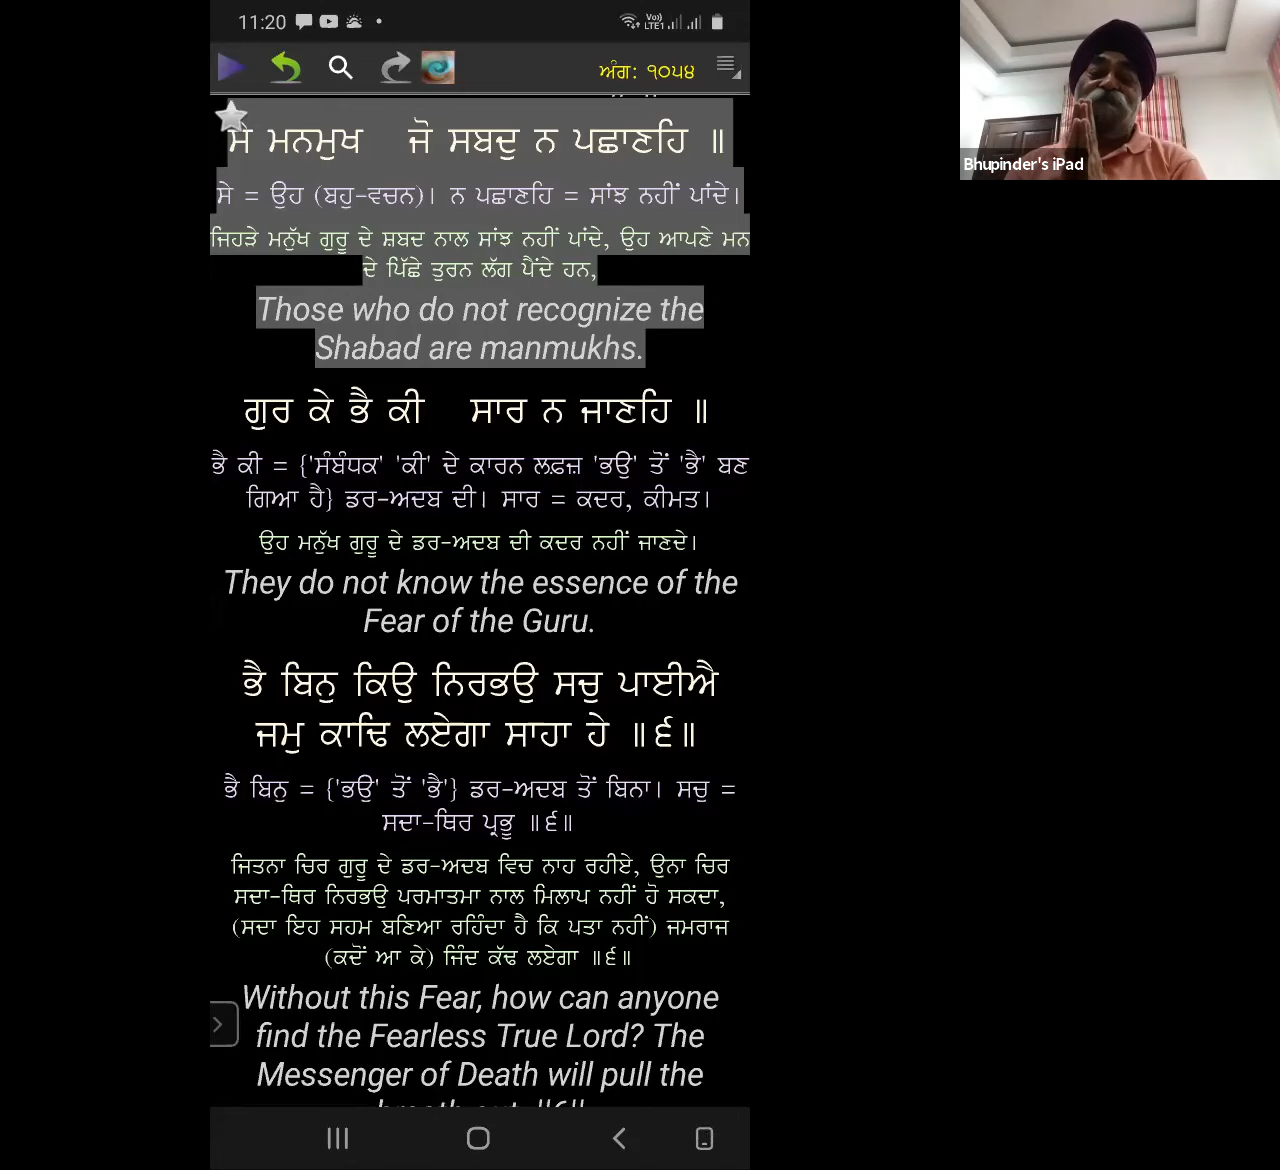 11:20
Vo)) LTE1
ਅੰਗ: ੧੦੫੪
ਸੇ ਮਨਮੁਖ ਜੋ ਸਬਦੁ ਨ ਪਛਾਣਹਿ ॥
ਸੇ = ਉਹ (ਬਹੁ-ਵਚਨ)। ਨ ਪਛਾਣਹਿ = ਸਾਂਝ ਨਹੀਂ ਪਾਂਦੇ।
ਜਿਹੜੇ ਮਨੁੱਖ ਗੁਰੂ ਦੇ ਸ਼ਬਦ ਨਾਲ ਸਾਂਝ ਨਹੀਂ ਪਾਂਦੇ, ਉਹ ਆਪਣੇ ਮਨ
ਦੇ ਪਿੱਛੇ ਤੁਰਨ ਲੱਗ ਪੈਂਦੇ ਹਨ,
Those who do not recognize the
Shabad are manmukhs.
ਗੁਰ ਕੇ ਭੈ ਕੀ ਸਾਰ ਨ ਜਾਣਹਿ ॥
ਭੈ ਕੀ = {'ਸੰਬੰਧਕ' 'ਕੀ' ਦੇ ਕਾਰਨ ਲਫ਼ਜ਼ 'ਭਉ' ਤੋਂ 'ਭੈ' ਬਣ
ਗਿਆ ਹੈ} ਡਰ-ਅਦਬ ਦੀ। ਸਾਰ = ਕਦਰ, ਕੀਮਤ।
ਉਹ ਮਨੁੱਖ ਗੁਰੂ ਦੇ ਡਰ-ਅਦਬ ਦੀ ਕਦਰ ਨਹੀਂ ਜਾਣਦੇ।
They do not know the essence of the
Fear of the Guru.
ਭੈ ਬਿਨੁ ਕਿਉ ਨਿਰਭਉ ਸਚੁ ਪਾਈਐ
ਜਮੁ ਕਾਢਿ ਲਏਗਾ ਸਾਹਾ ਹੇ ॥੬॥
ਭੈ ਬਿਨੁ = {'ਭਉ' ਤੋਂ 'ਭੈ'} ਡਰ-ਅਦਬ ਤੋਂ ਬਿਨਾ। ਸਚੁ =
ਸਦਾ-ਥਿਰ ਪ੍ਰਭੂ ॥੬॥
ਜਿਤਨਾ ਚਿਰ ਗੁਰੂ ਦੇ ਡਰ-ਅਦਬ ਵਿਚ ਨਾਹ ਰਹੀਏ, ਉਨਾ ਚਿਰ
ਸਦਾ-ਥਿਰ ਨਿਰਭਉ ਪਰਮਾਤਮਾ ਨਾਲ ਮਿਲਾਪ ਨਹੀਂ ਹੋ ਸਕਦਾ,
(ਸਦਾ ਇਹ ਸਹਮ ਬਣਿਆ ਰਹਿੰਦਾ ਹੈ ਕਿ ਪਤਾ ਨਹੀਂ) ਜਮਰਾਜ
(ਕਦੋਂ ਆ ਕੇ) ਜਿੰਦ ਕੱਢ ਲਏਗਾ ॥੬॥
Without this Fear, how can anyone
find the Fearless True Lord? The
Messenger of Death will pull the
Bhupinder's iPad